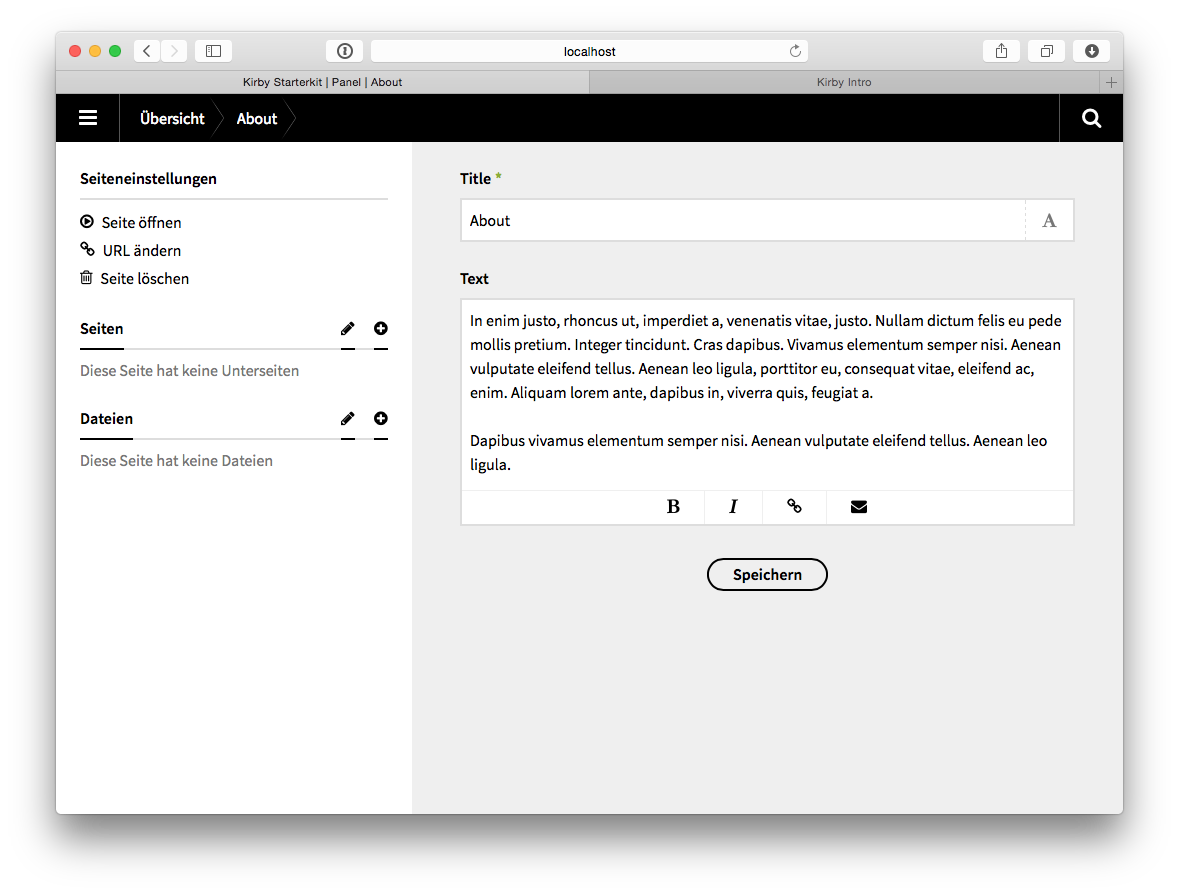 localhost
Kirby Starterkit | Panel | About
Kirby Intro
Übersicht
About
Seiteneinstellungen
Seite öffnen
URL ändern
Seite löschen
Seiten
Diese Seite hat keine Unterseiten
Dateien
Diese Seite hat keine Dateien
Title *
About
A
Text
In enim justo, rhoncus ut, imperdiet a, venenatis vitae, justo. Nullam dictum felis eu pede
mollis pretium. Integer tincidunt. Cras dapibus. Vivamus elementum semper nisi. Aenean
vulputate eleifend tellus. Aenean leo ligula, porttitor eu, consequat vitae, eleifend ac,
enim. Aliquam lorem ante, dapibus in, viverra quis, feugiat a.
Dapibus vivamus elementum semper nisi. Aenean vulputate eleifend tellus. Aenean leo
ligula.
B I
Speichern